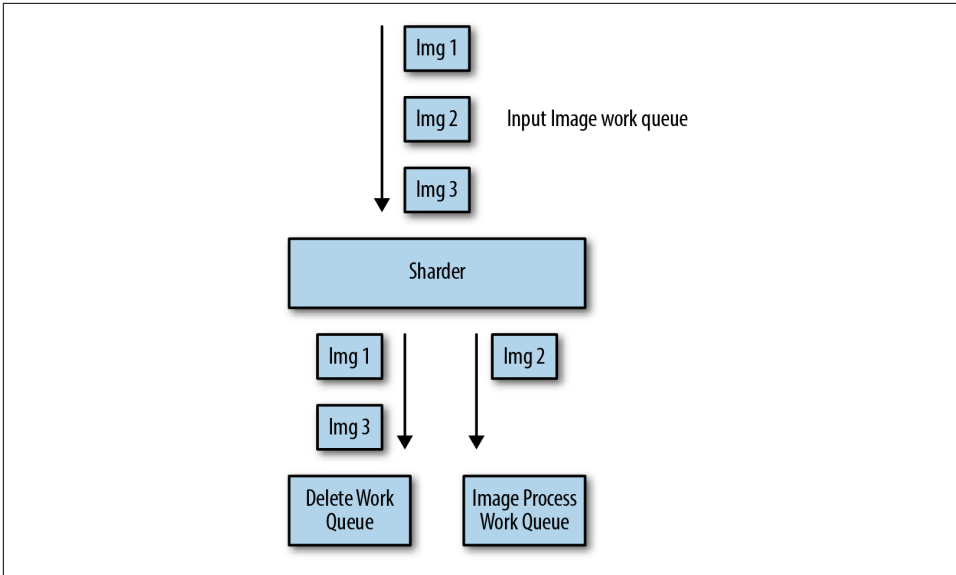 Img 1
Img 2
Input Image work queue
Img 3
Sharder
Img 1
Img 2
Img 3
Delete Work
Queue
Image Process
Work Queue